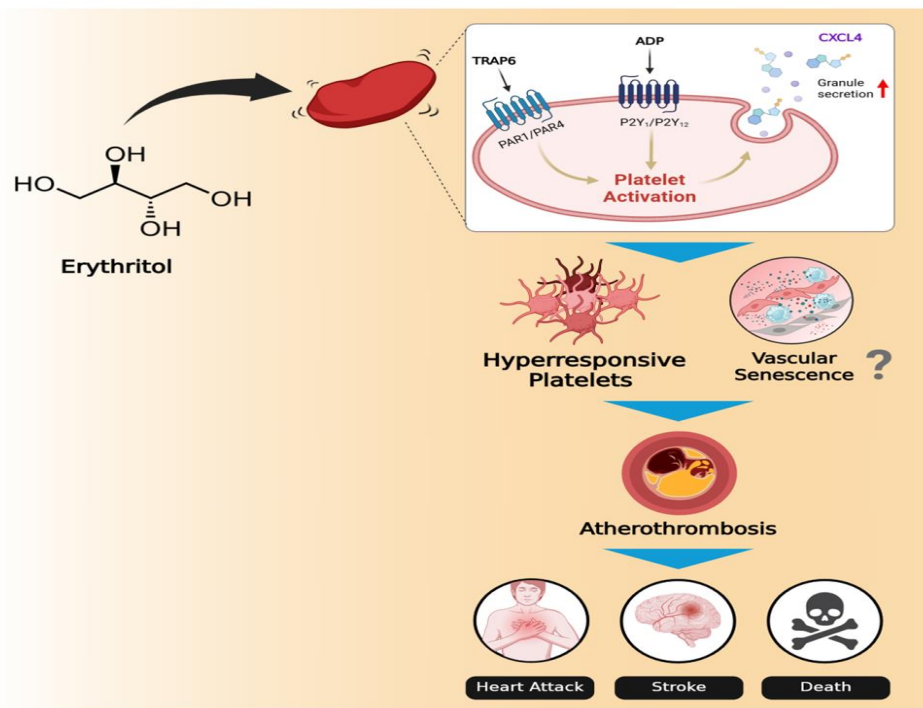 TRAP6
ADP
CXCL4
Granule
secretion
PAR1/PAR4
P2Y₁/P2Y₁₂
Platelet
Activation
OH
HO
OH
OH
Erythritol
Hyperresponsive
Platelets
Vascular
Senescence ?
Atherothrombosis
Heart Attack
Stroke
Death